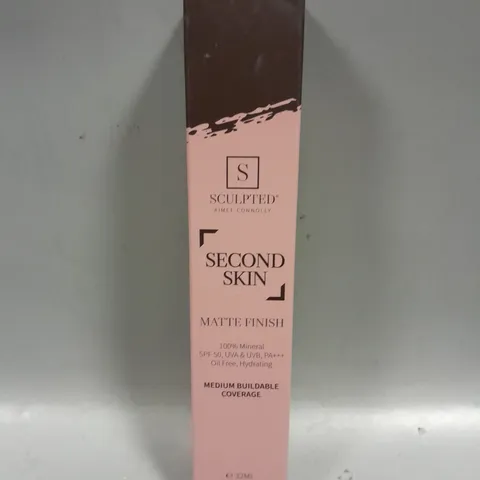 S
SCULPTED
AIMEE CONNOLLY
SECOND
SKIN
MATTE FINISH
100% Mineral
SPF 50, UVA & UVB, PA+++
Oil Free, Hydrating
MEDIUM BUILDABLE
COVERAGE
32ML